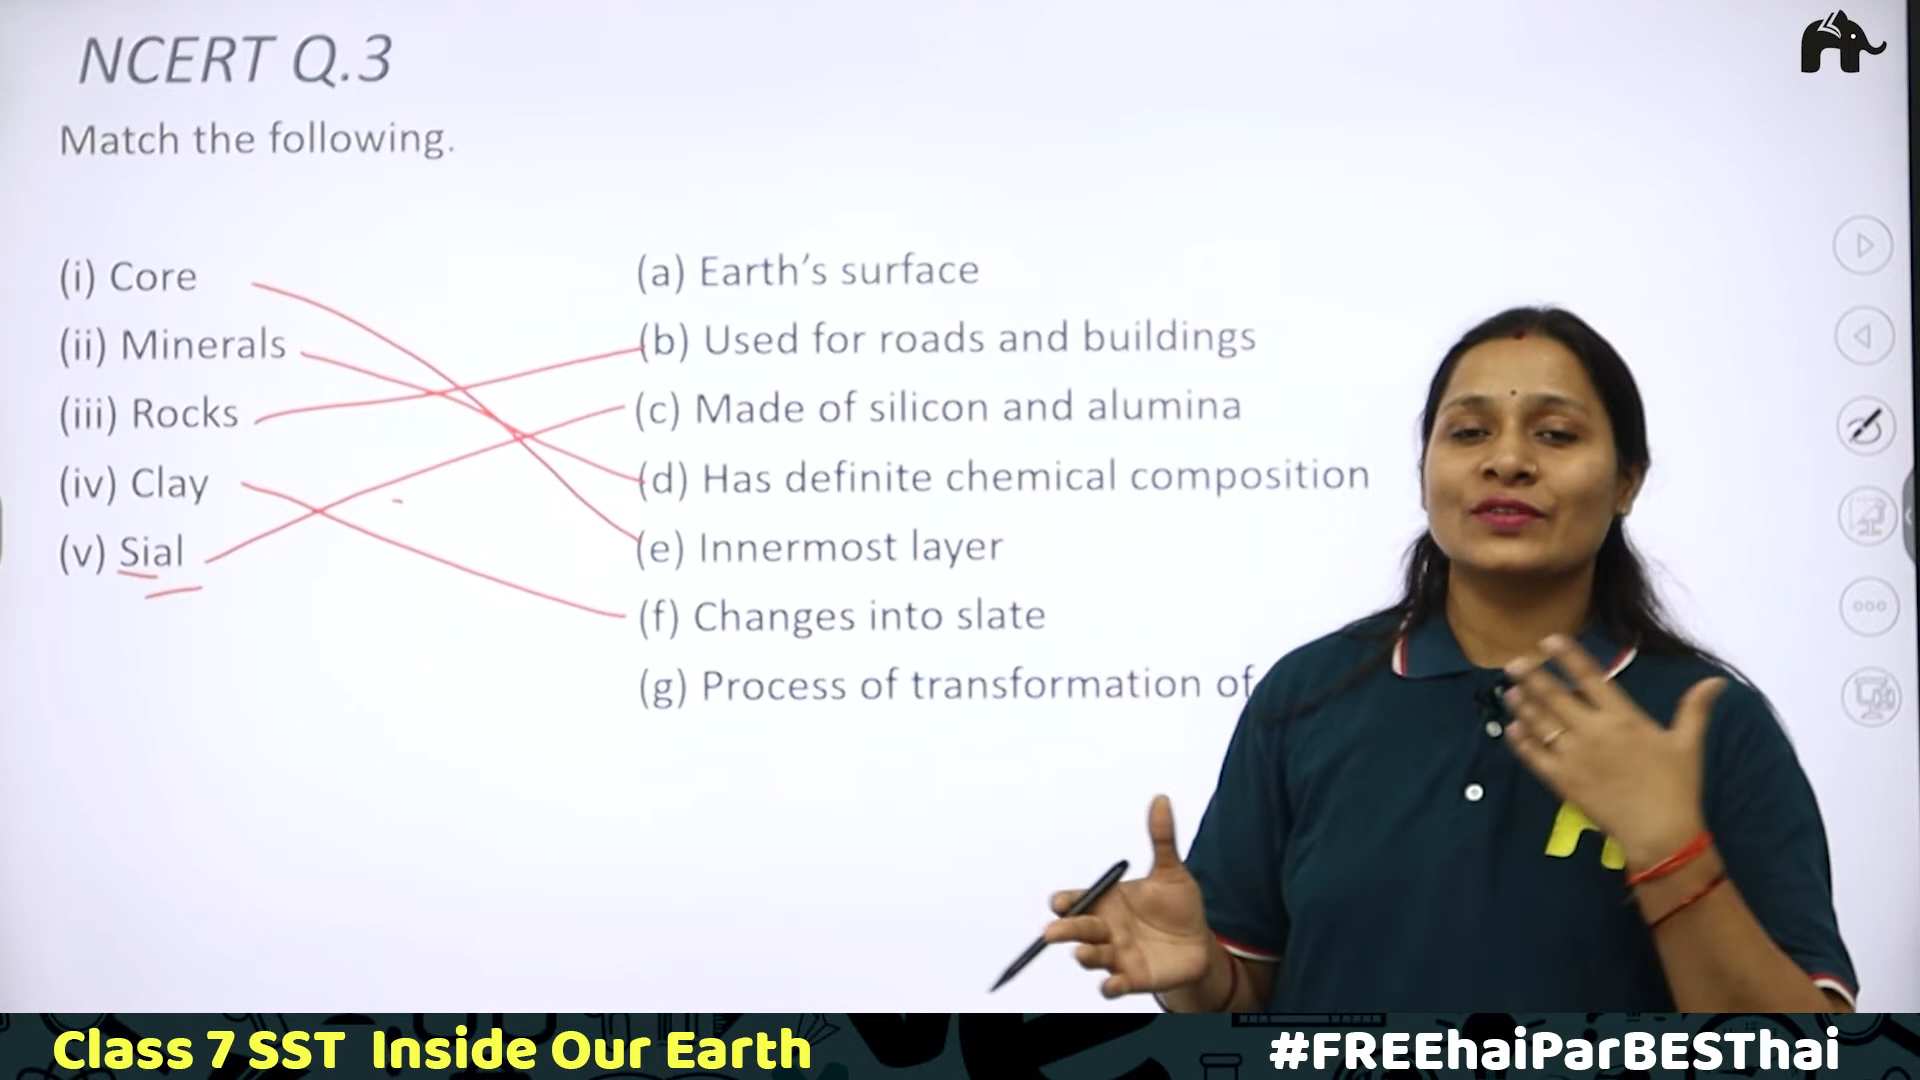 NCERT Q.3
Match the following.
(i) Core
(a) Earth's surface
(ii) Minerals
(b) Used for roads and buildings
(iii) Rocks
(c) Made of silicon and alumina
(iv) Clay
(d) Has definite chemical composition
(v) Sial
(e) Innermost layer
(f) Changes into slate
(g) Process of transformation of
Class 7 SST Inside Our Earth
#FREEhaiParBESThai